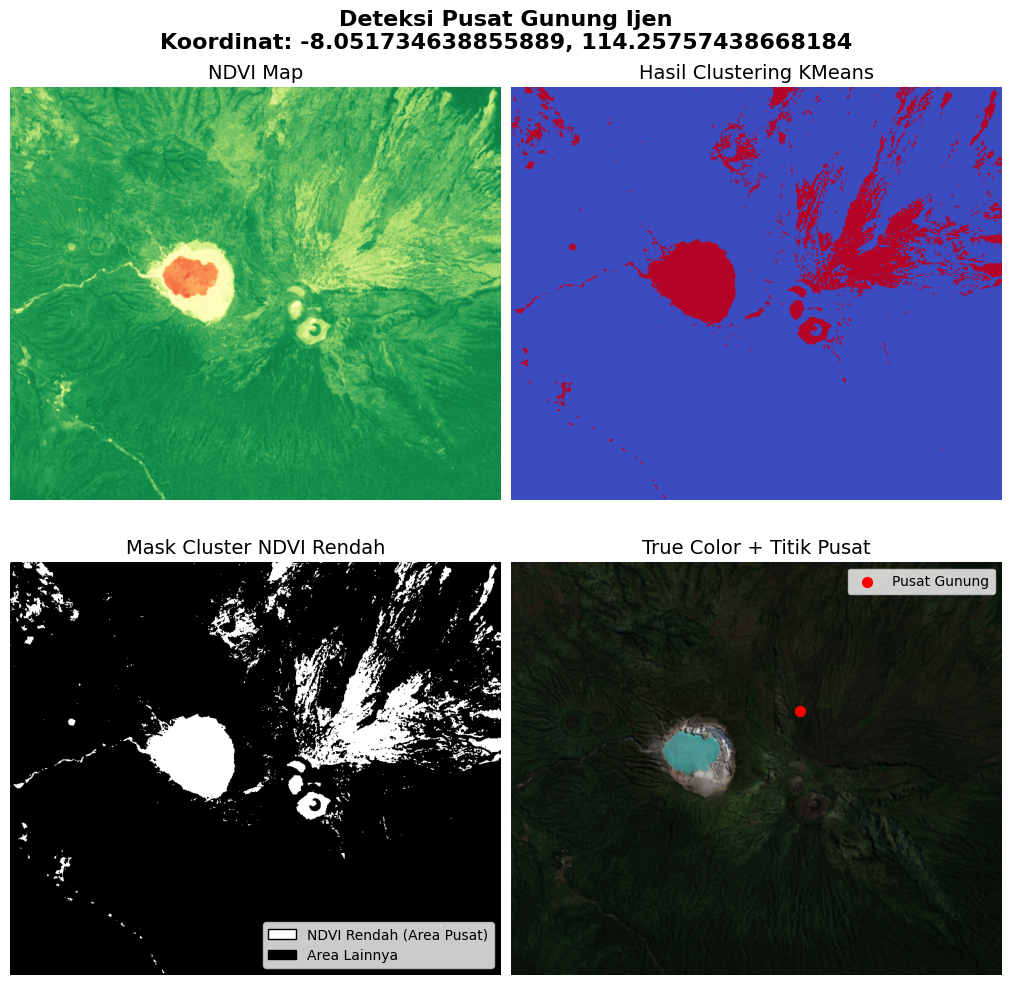 Deteksi Pusat Gunung Ijen
Koordinat: -8.051734638855889, 114.25757438668184
NDVI Map
Hasil Clustering KMeans
Mask Cluster NDVI Rendah
True Color + Titik Pusat
Pusat Gunung
NDVI Rendah (Area Pusat)
Area Lainnya